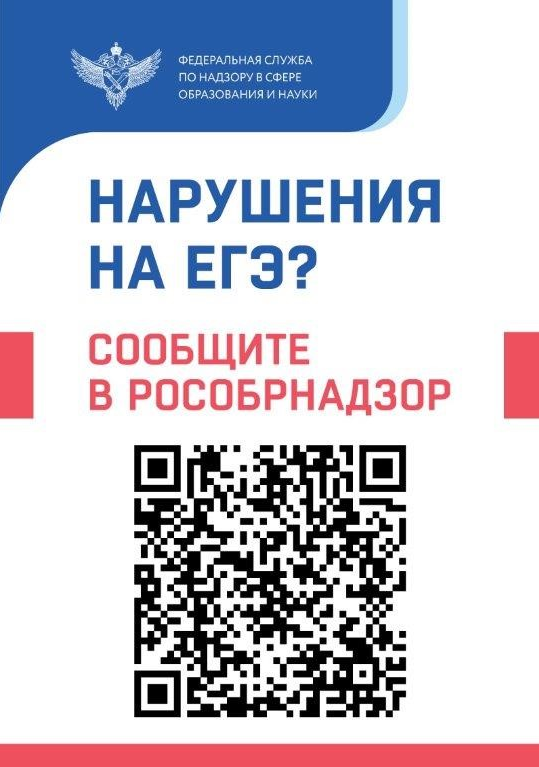 ФЕДЕРАЛЬНАЯ СЛУЖБА
ПО НАДЗОРУ В СФЕРЕ
ОБРАЗОВАНИЯ И НАУКИ
НАРУШЕНИЯ
НА ЕГЭ?
СООБЩИТЕ
В РОСОБРНАДЗОР